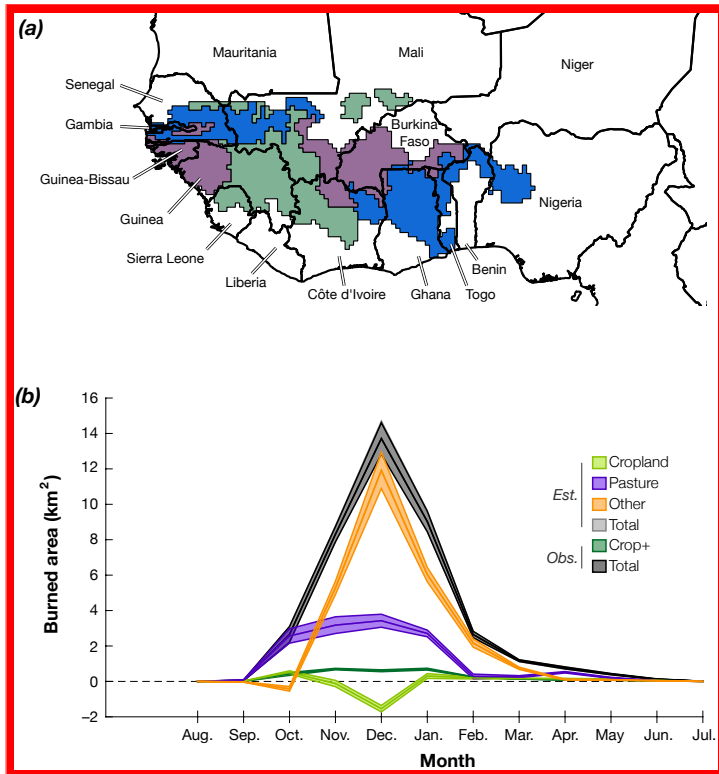 (a)
Mauritania
Mali
Niger
Senegal
Gambia
Burkina
Faso
Guinea-Bissau
Guinea
Nigeria
Sierra Leone
Liberia
Côte d'Ivoire
Ghana
Togo
Benin
(b)
16
14
12
10
8
6
4
2
0
–2
Burned area (km²)
Est.
Cropland
Pasture
Other
Total
Obs.
Crop+
Total
Aug. Sep. Oct. Nov. Dec. Jan. Feb. Mar. Apr. May Jun. Jul.
Month